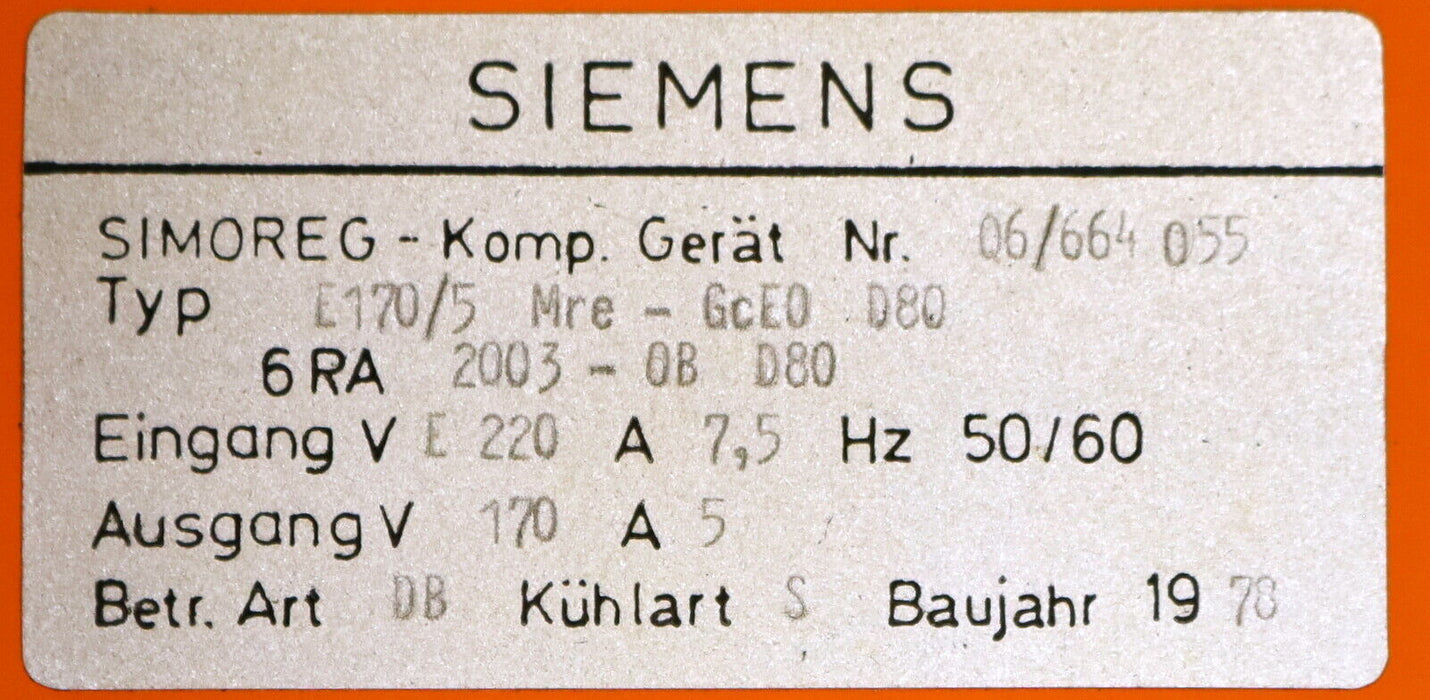 SIEMENS
SIMOREG - Komp. Gerät Nr. 06/664 055
Typ E170/5 Mre - GcE0 D80
6RA 2003 - 0B D80
Eingang V E 220 A 7,5 Hz 50/60
Ausgang V 170 A 5
Betr. Art DB Kühlart S Baujahr 19 78